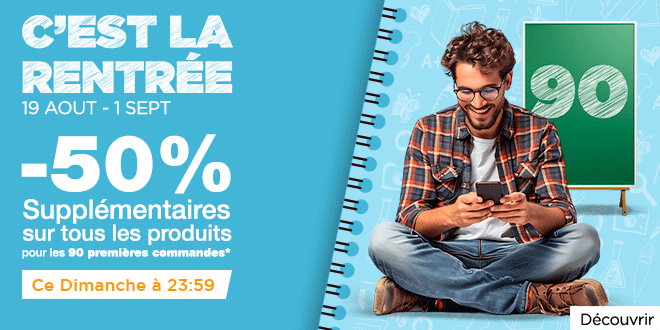 C'EST LA
RENTRÉE
19 AOUT - 1 SEPT
-50%
Supplémentaires
sur tous les produits
pour les 90 premières commandes*
Ce Dimanche à 23:59
90
Découvrir